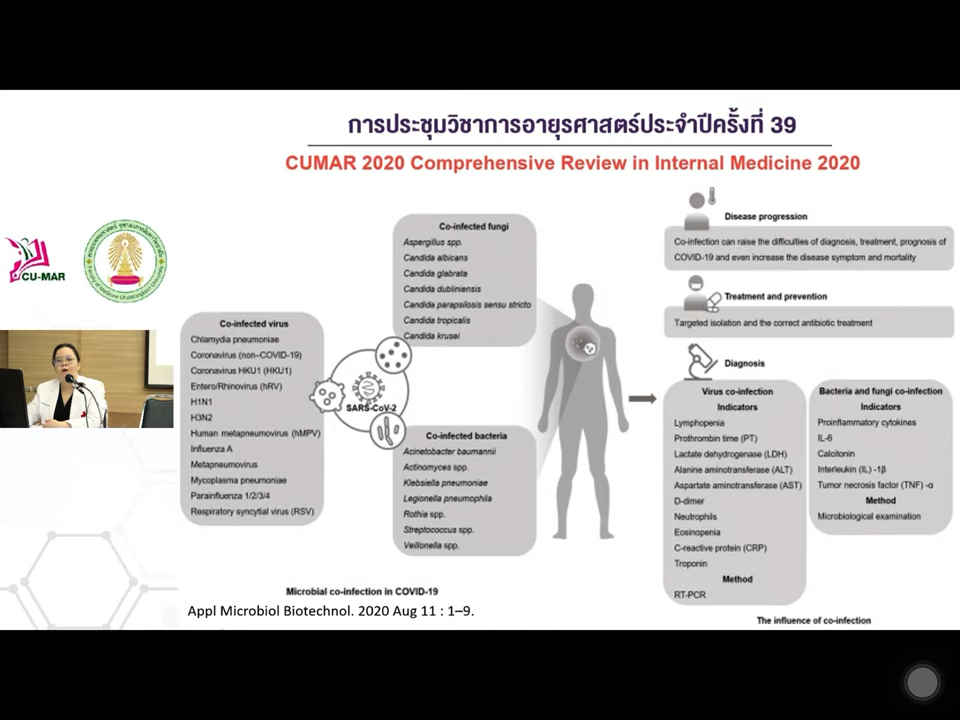 การประชุมวิชาการอายุรศาสตร์ประจำปีครั้งที่ 39
CUMAR 2020 Comprehensive Review in Internal Medicine 2020
CU-MAR
Co-infected virus
Chlamydia pneumoniae
Coronavirus (non–COVID-19)
Coronavirus HKU1 (HKU1)
Entero/Rhinovirus (hRV)
H1N1
H3N2
Human metapneumovirus (hMPV)
Influenza A
Metapneumovirus
Mycoplasma pneumoniae
Parainfluenza 1/2/3/4
Respiratory syncytial virus (RSV)
Co-infected fungi
Aspergillus spp.
Candida albicans
Candida glabrata
Candida dubliniensis
Candida parapsilosis sensu stricto
Candida tropicalis
Candida krusei
SARS-CoV-2
Co-infected bacteria
Acinetobacter baumannii
Actinomyces spp.
Klebsiella pneumoniae
Legionella pneumophila
Rothia spp.
Streptococcus spp.
Veillonella spp.
Microbial co-infection in COVID-19
Appl Microbiol Biotechnol. 2020 Aug 11 : 1–9.
Disease progression
Co-infection can raise the difficulties of diagnosis, treatment, prognosis of
COVID-19 and even increase the disease symptom and mortality
Treatment and prevention
Targeted isolation and the correct antibiotic treatment
Diagnosis
Virus co-infection
Indicators
Lymphopenia
Prothrombin time (PT)
Lactate dehydrogenase (LDH)
Alanine aminotransferase (ALT)
Aspartate aminotransferase (AST)
D-dimer
Neutrophils
Eosinopenia
C-reactive protein (CRP)
Troponin
Method
RT-PCR
Bacteria and fungi co-infection
Indicators
Proinflammatory cytokines
IL-6
Calcitonin
Interleukin (IL) -1β
Tumor necrosis factor (TNF) -α
Method
Microbiological examination
The influence of co-infection